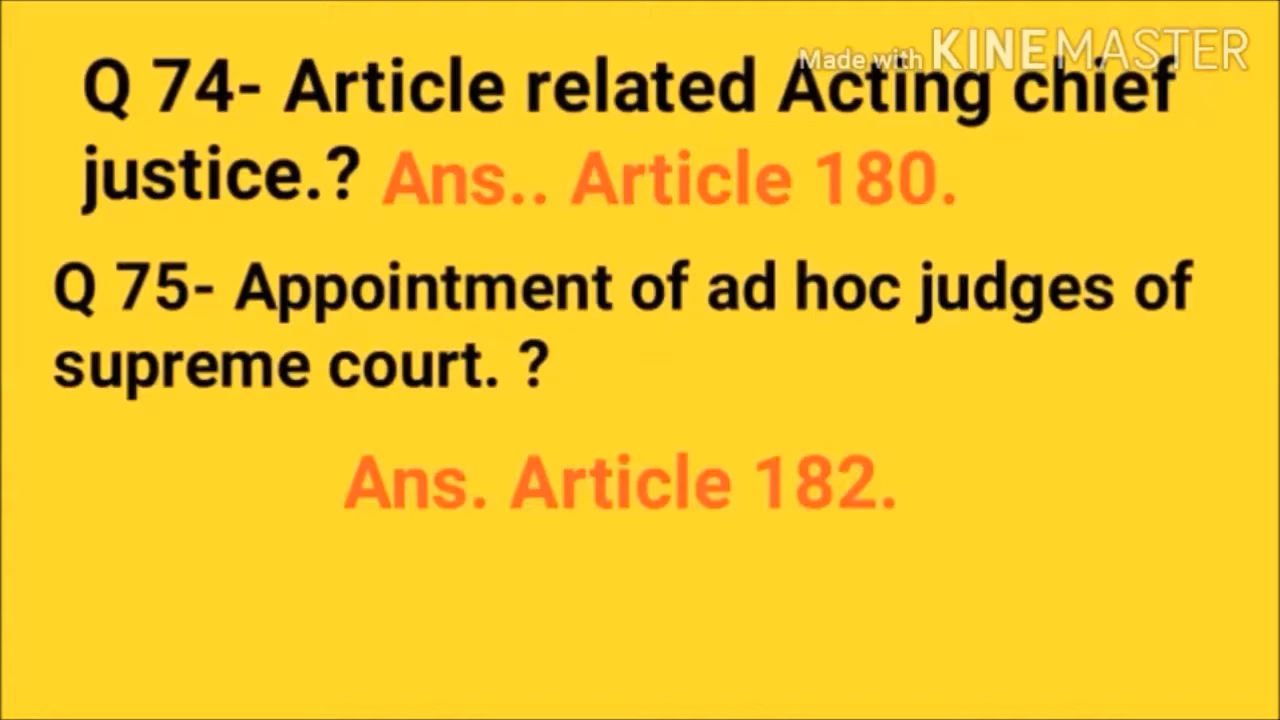 Made with KINEMASTER
Q 74- Article related Acting chief
justice.? Ans.. Article 180.
Q 75- Appointment of ad hoc judges of
supreme court. ?
Ans. Article 182.